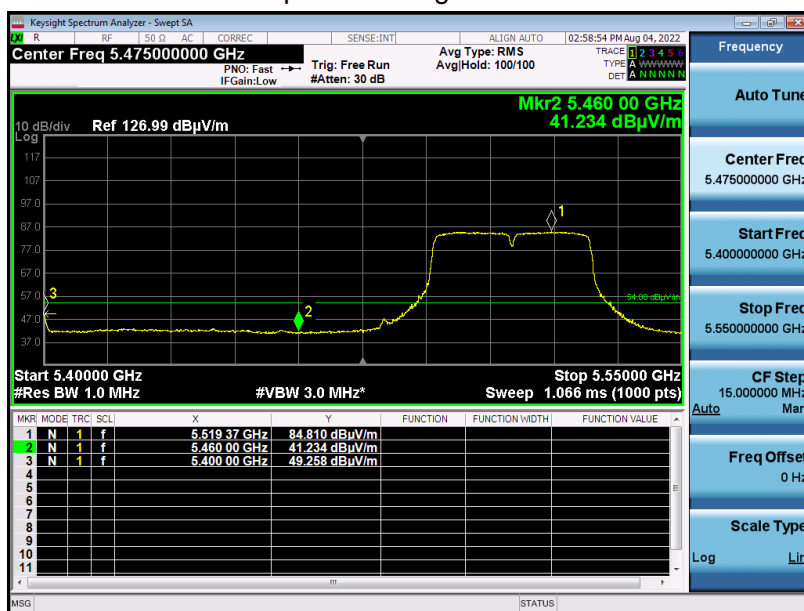 Keysight Spectrum Analyzer - Swept SA
LXI R RF 50 Ω AC CORREC SENSE:INT ALIGN AUTO 02:58:54 PM Aug 04, 2022
Center Freq 5.475000000 GHz
PNO: Fast
IFGain:Low
Trig: Free Run
#Atten: 30 dB
Avg Type: RMS
Avg|Hold: 100/100
TRACE 1 2 3 4 5 6
TYPE A WWWWW
DET A N N N N N
Mkr2 5.460 00 GHz
41.234 dBµV/m
10 dB/div Ref 126.99 dBµV/m
Log
117
107
97.0
87.0
77.0
67.0
57.0
47.0
37.0
1
2
3
54.00 dBµV/m
Start 5.40000 GHz Stop 5.55000 GHz
#Res BW 1.0 MHz #VBW 3.0 MHz* Sweep 1.066 ms (1000 pts)
MKR MODE TRC SCL X Y FUNCTION FUNCTION WIDTH FUNCTION VALUE
1 N 1 f 5.519 37 GHz 84.810 dBµV/m
2 N 1 f 5.460 00 GHz 41.234 dBµV/m
3 N 1 f 5.400 00 GHz 49.258 dBµV/m
4
5
6
7
8
9
10
11
MSG STATUS
Frequency
Auto Tune
Center Freq
5.475000000 GHz
Start Freq
5.400000000 GHz
Stop Freq
5.550000000 GHz
CF Step
15.000000 MHz
Auto Man
Freq Offset
0 Hz
Scale Type
Log Lin